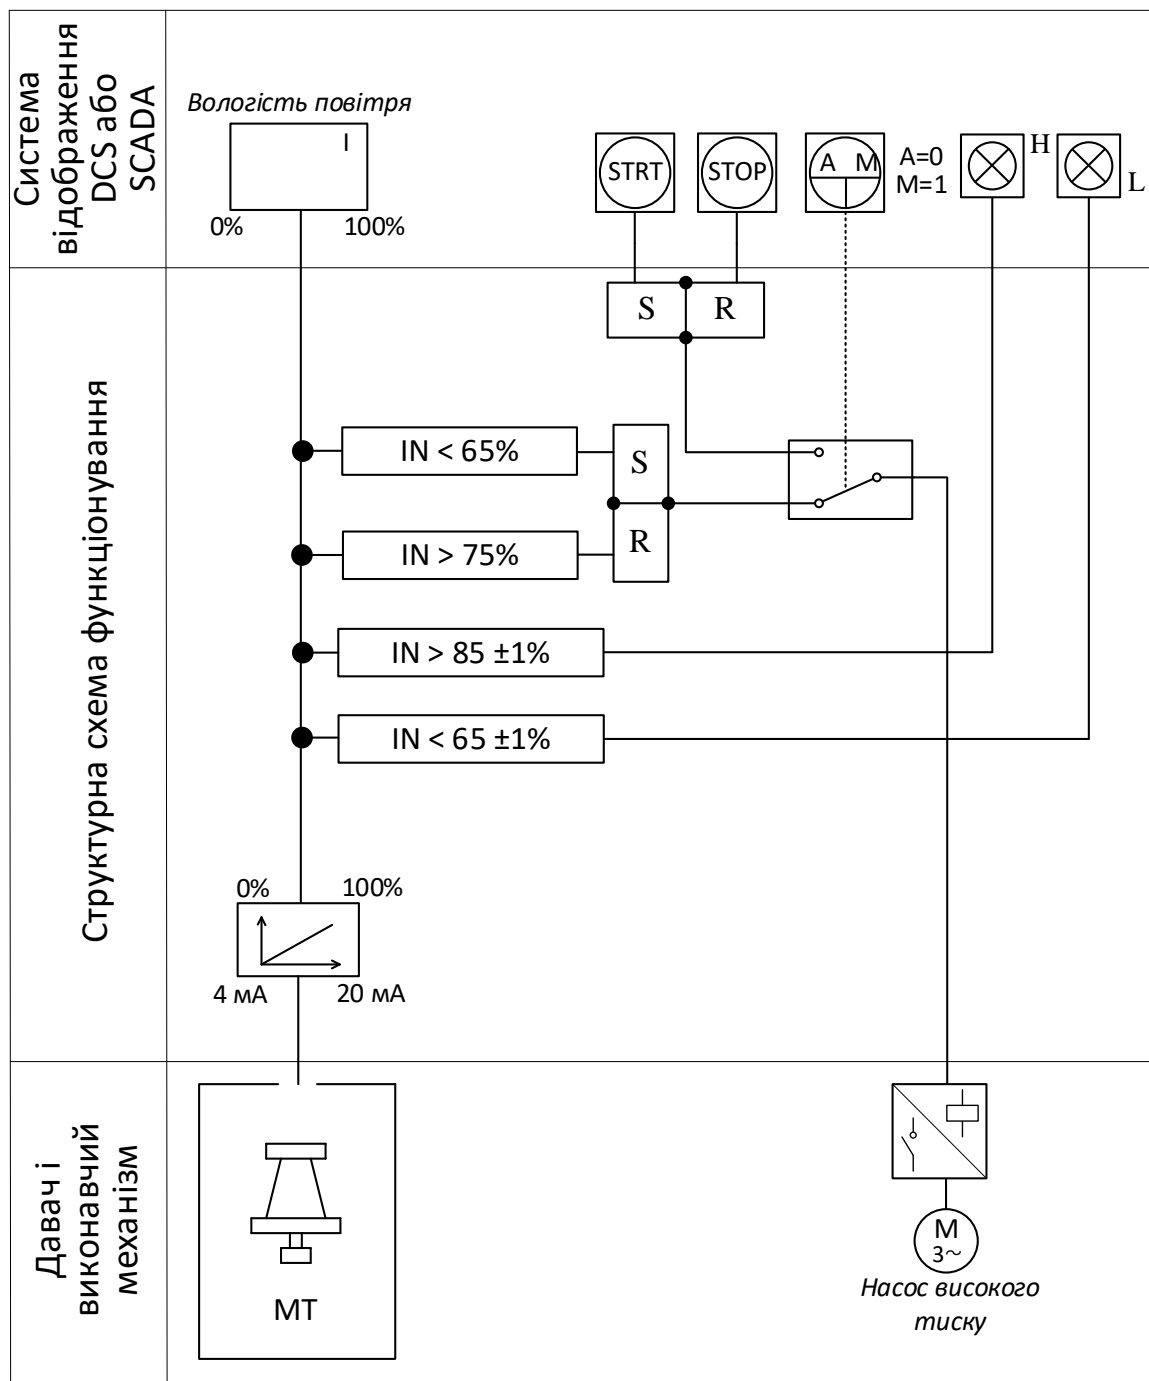 Система
відображення
DCS або
SCADA
Вологість повітря
I
0%
100%
STRT
STOP
A
M
A=0
M=1
H
L
Структурна схема функціонування
S
R
IN < 65%
S
IN > 75%
R
IN > 85 ±1%
IN < 65 ±1%
0%
100%
4 мА
20 мА
Давач і
виконавчий
механізм
МТ
M
3~
Насос високого
тиску